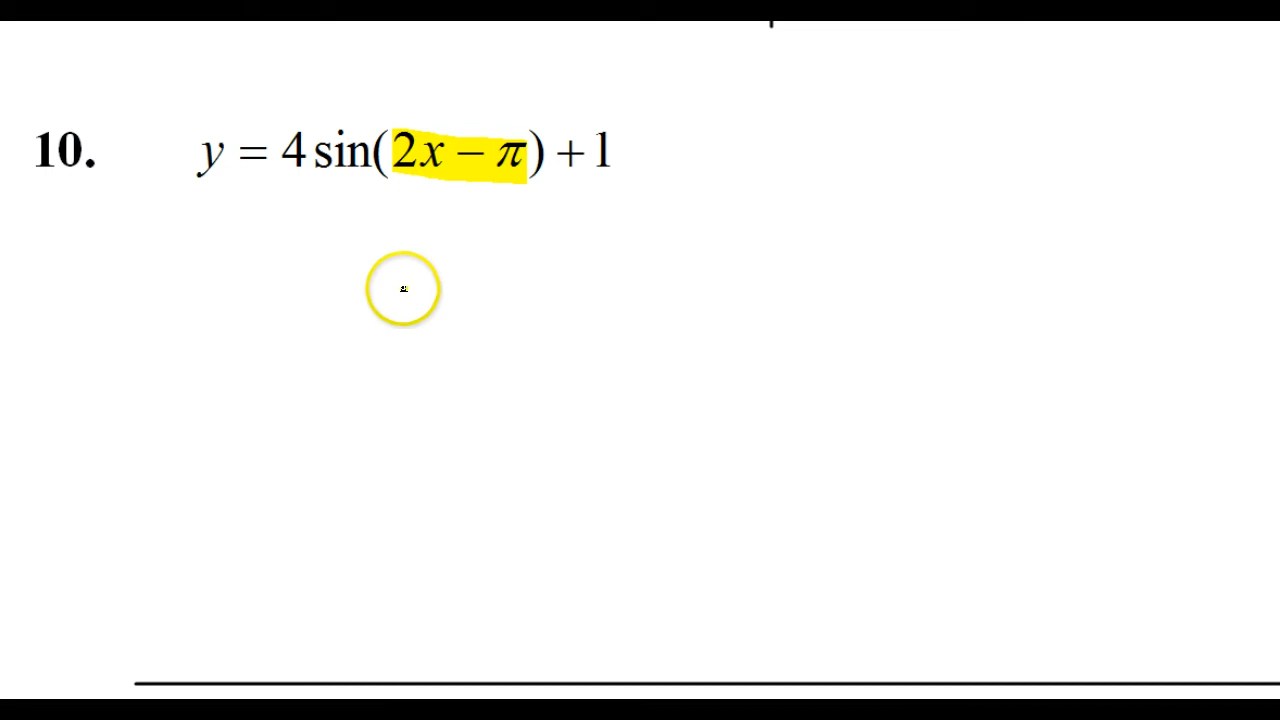 10. y = 4 sin(2x − π) + 1